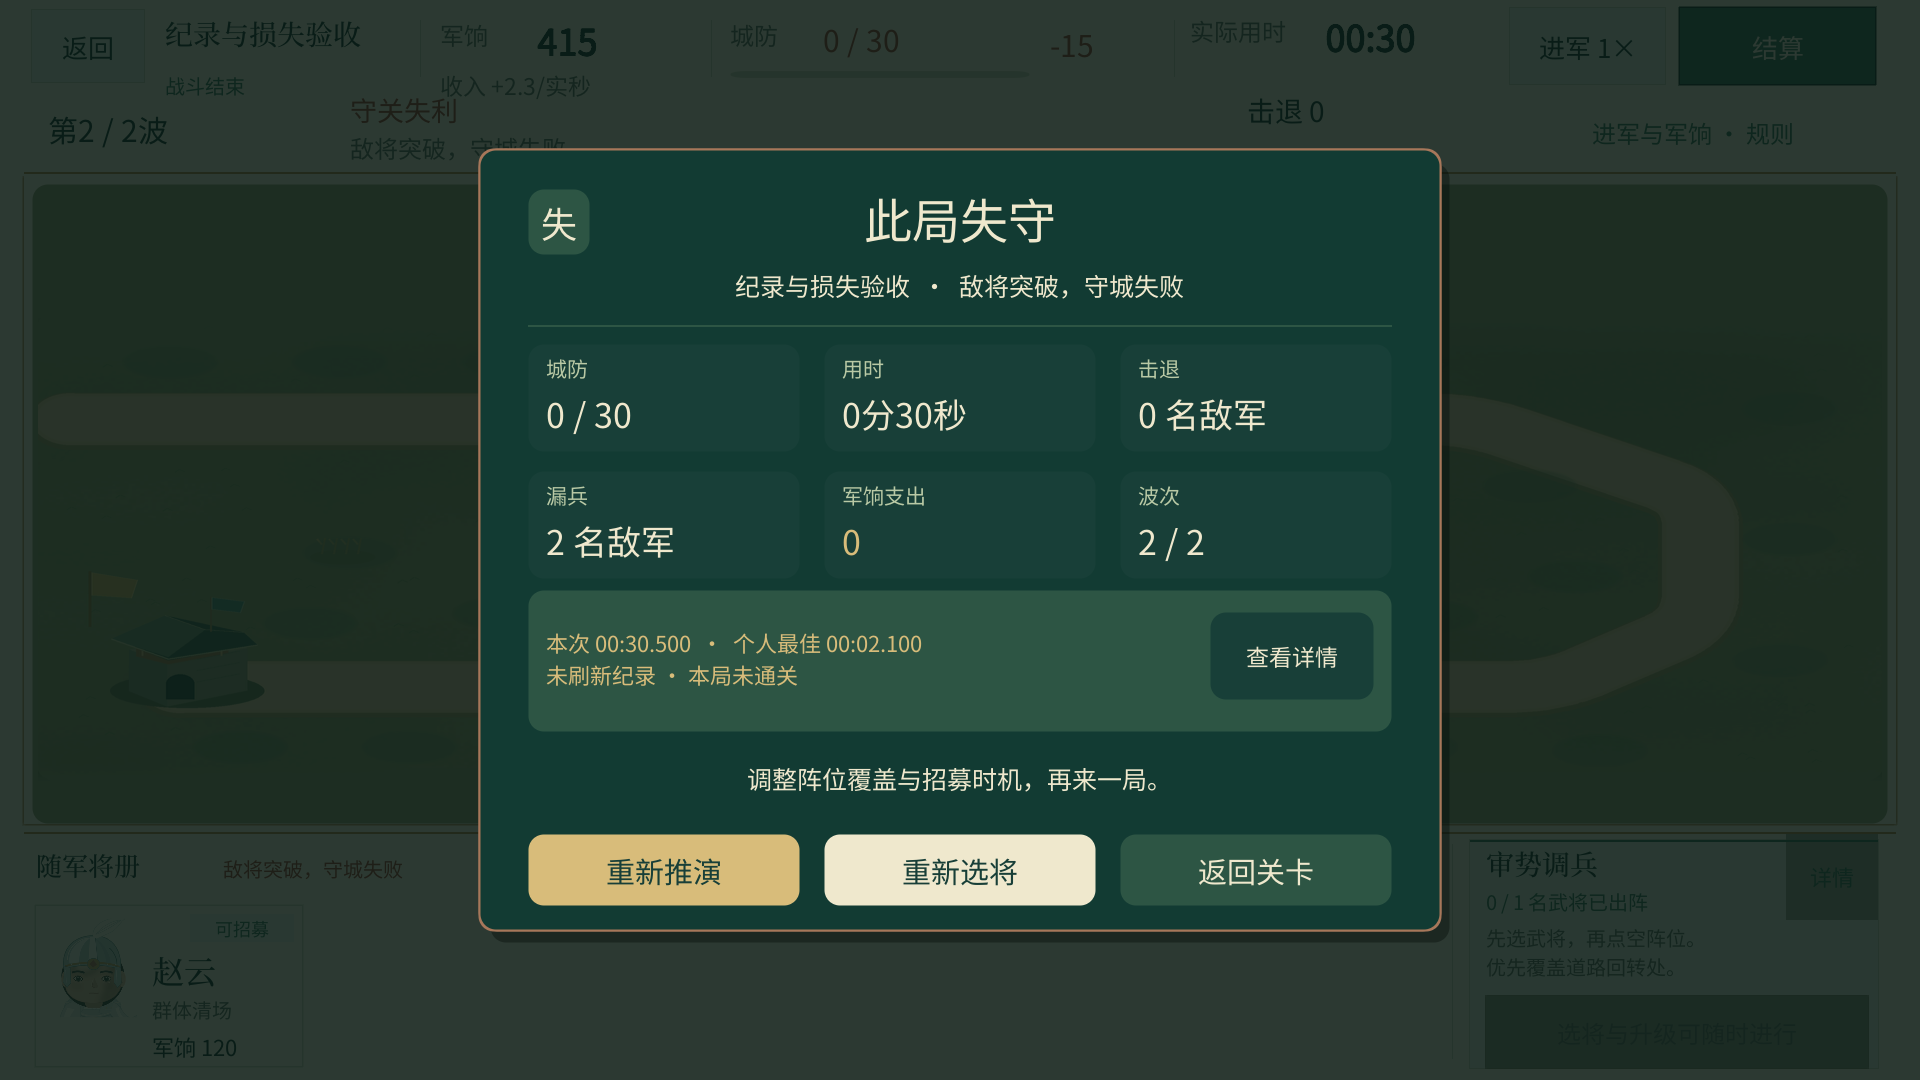 返回
纪录与损失验收
战斗结束
军饷
415
收入 +2.3/实秒
城防
0 / 30
-15
实际用时
00:30
进军 1×
结算
第2 / 2波
守关失利
敌将突破，守城失败
击退 0
进军与军饷 · 规则
失
此局失守
纪录与损失验收 · 敌将突破，守城失败
城防
0 / 30
用时
0分30秒
击退
0 名敌军
漏兵
2 名敌军
军饷支出
0
波次
2 / 2
本次 00:30.500 · 个人最佳 00:02.100
未刷新纪录 · 本局未通关
查看详情
调整阵位覆盖与招募时机，再来一局。
重新推演
重新选将
返回关卡
随军将册
敌将突破，守城失败
可招募
赵云
群体清场
军饷 120
审势调兵
详情
0 / 1 名武将已出阵
先选武将，再点空阵位。
优先覆盖道路回转处。
选将与升级可随时进行